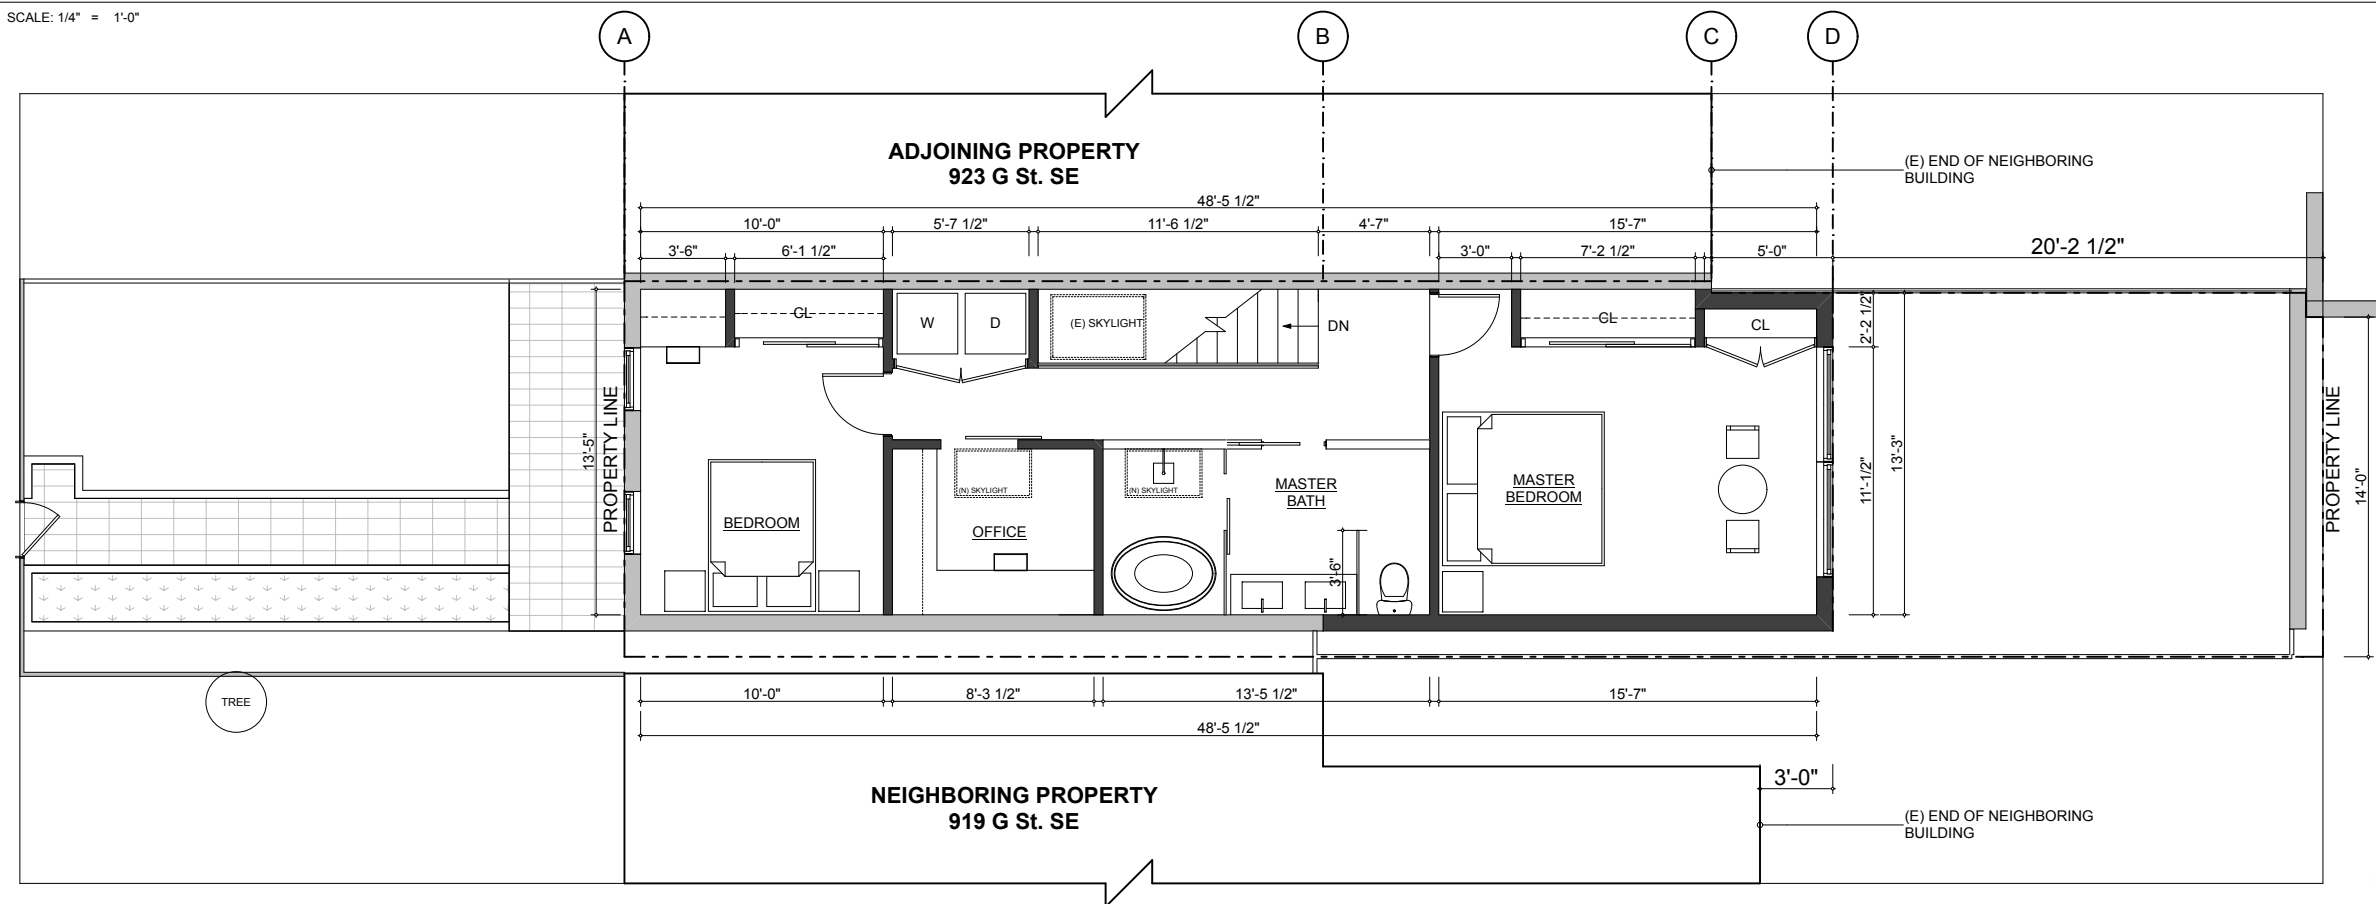 SCALE: 1/4" = 1'-0"
A
B
C
D
ADJOINING PROPERTY
923 G St. SE
(E) END OF NEIGHBORING
BUILDING
48'-5 1/2"
10'-0"
5'-7 1/2"
11'-6 1/2"
4'-7"
15'-7"
3'-6"
6'-1 1/2"
3'-0"
7'-2 1/2"
5'-0"
20'-2 1/2"
CL
W
D
(E) SKYLIGHT
DN
CL
CL
2'-2 1/2"
PROPERTY LINE
13'-5"
BEDROOM
(N) SKYLIGHT
OFFICE
(N) SKYLIGHT
MASTER
BATH
3'-6"
MASTER
BEDROOM
11'-1/2"
13'-3"
PROPERTY LINE
14'-0"
TREE
10'-0"
8'-3 1/2"
13'-5 1/2"
15'-7"
48'-5 1/2"
3'-0"
NEIGHBORING PROPERTY
919 G St. SE
(E) END OF NEIGHBORING
BUILDING